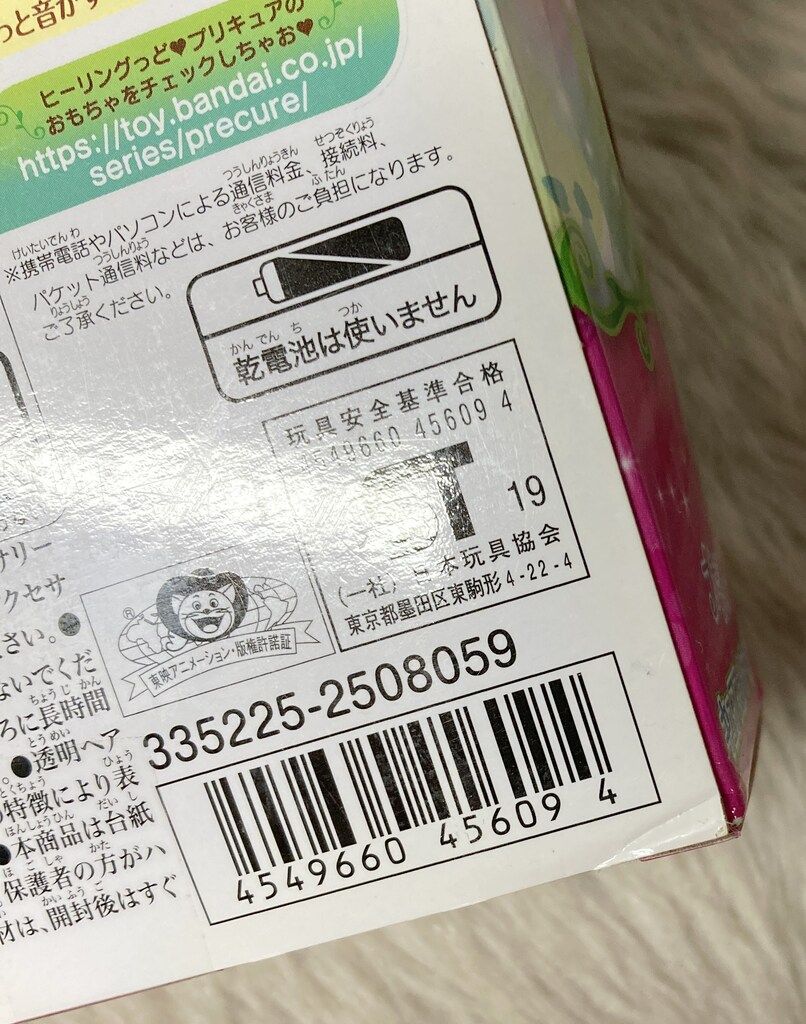 っと音が
ヒーリングっど♥プリキュアの
おもちゃをチェックしちゃお♥
https://toy.bandai.co.jp/
series/precure/
※携帯電話やパソコンによる通信料金、接続料、
パケット通信料などは、お客様のご負担になります。
ご了承ください。
乾電池は使いません
玩具安全基準合格
4549660 45609 4
ST 19
(一社) 日本玩具協会
東京都墨田区東駒形4-22-4
®
東映アニメーション・版権許諾証
335225-2508059
4549660 45609 4
サリー
クセサ
さい。●
ないでくだ
ろに長時間
●透明ヘア
特徴により表
●本商品は台紙
保護者の方がハ
材は、開封後はすぐ